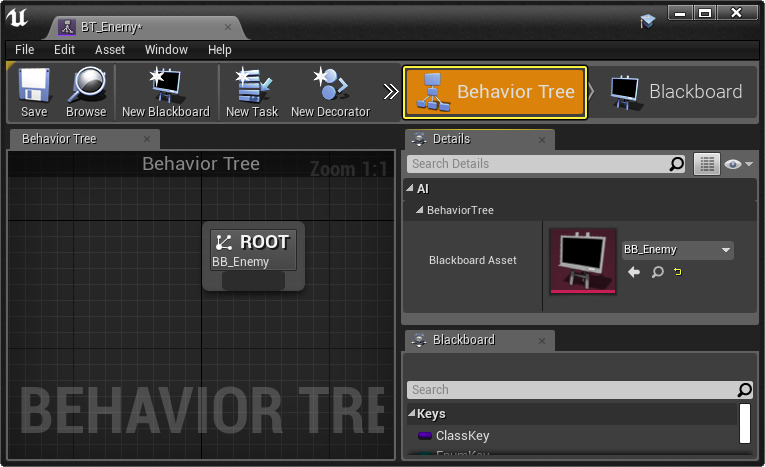 BT_Enemy*
File Edit Asset Window Help
Save Browse New Blackboard New Task New Decorator Behavior Tree Blackboard
Behavior Tree
Behavior Tree
Zoom 1:1
ROOT
BB_Enemy
BEHAVIOR TRE
Details
Search Details
AI
BehaviorTree
Blackboard Asset
BB_Enemy
Blackboard
Search
Keys
ClassKey
EnumKey